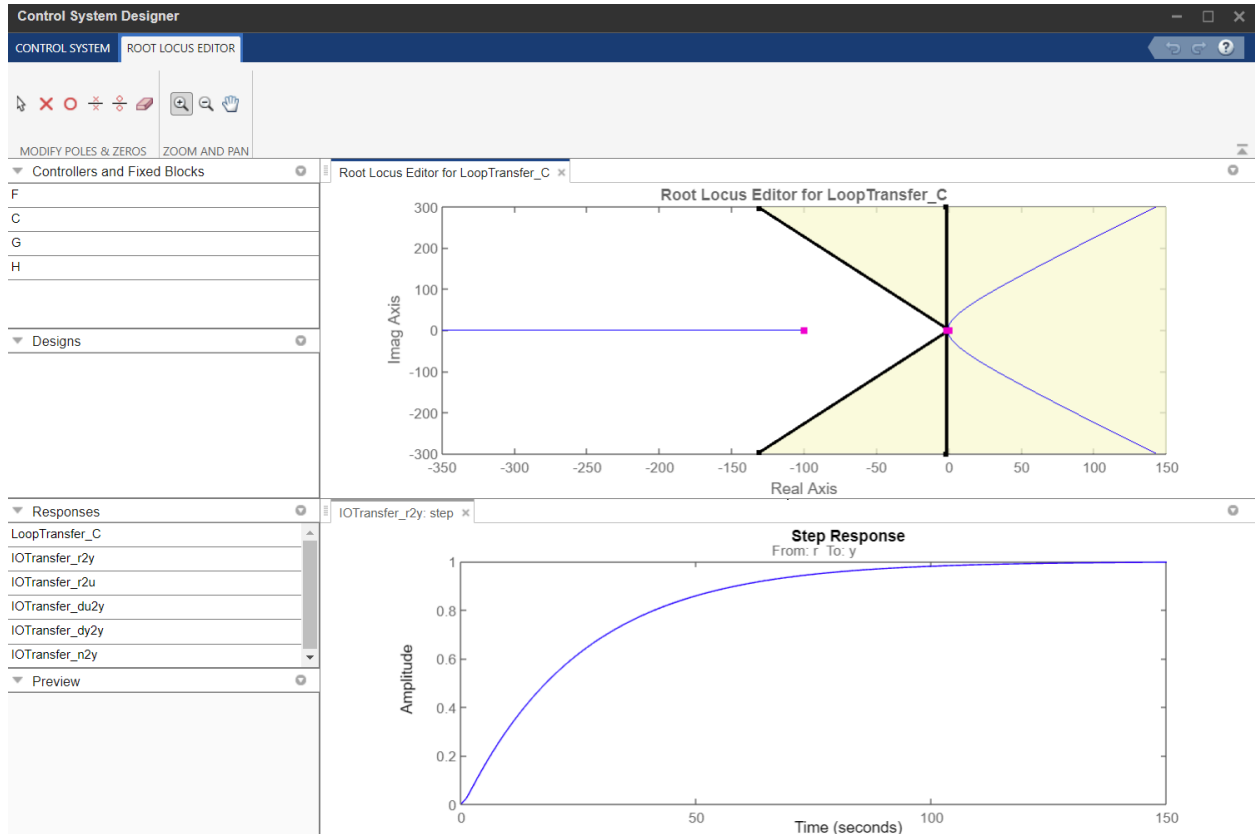 Control System Designer
CONTROL SYSTEM
ROOT LOCUS EDITOR
?
MODIFY POLES & ZEROS
ZOOM AND PAN
Controllers and Fixed Blocks
F
C
G
H
Designs
Responses
LoopTransfer_C
IOTransfer_r2y
IOTransfer_r2u
IOTransfer_du2y
IOTransfer_dy2y
IOTransfer_n2y
Preview
Root Locus Editor for LoopTransfer_C
Root Locus Editor for LoopTransfer_C
300
200
100
0
-100
-200
-300
Imag Axis
-350 -300 -250 -200 -150 -100 -50 0 50 100 150
Real Axis
IOTransfer_r2y: step
Step Response
From: r To: y
1
0.8
0.6
0.4
0.2
0
Amplitude
0 50 100 150
Time (seconds)